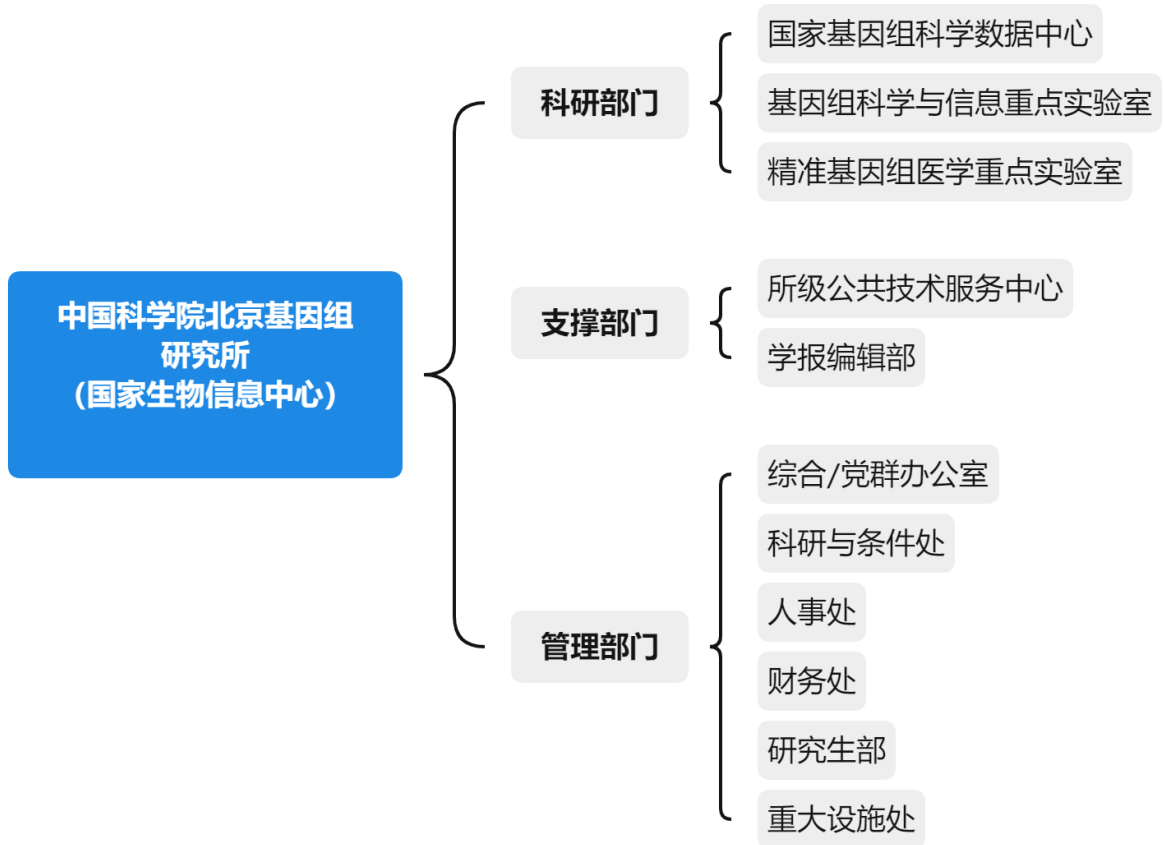 中国科学院北京基因组
研究所
（国家生物信息中心）
科研部门
国家基因组科学数据中心
基因组科学与信息重点实验室
精准基因组医学重点实验室
支撑部门
所级公共技术服务中心
学报编辑部
管理部门
综合/党群办公室
科研与条件处
人事处
财务处
研究生部
重大设施处